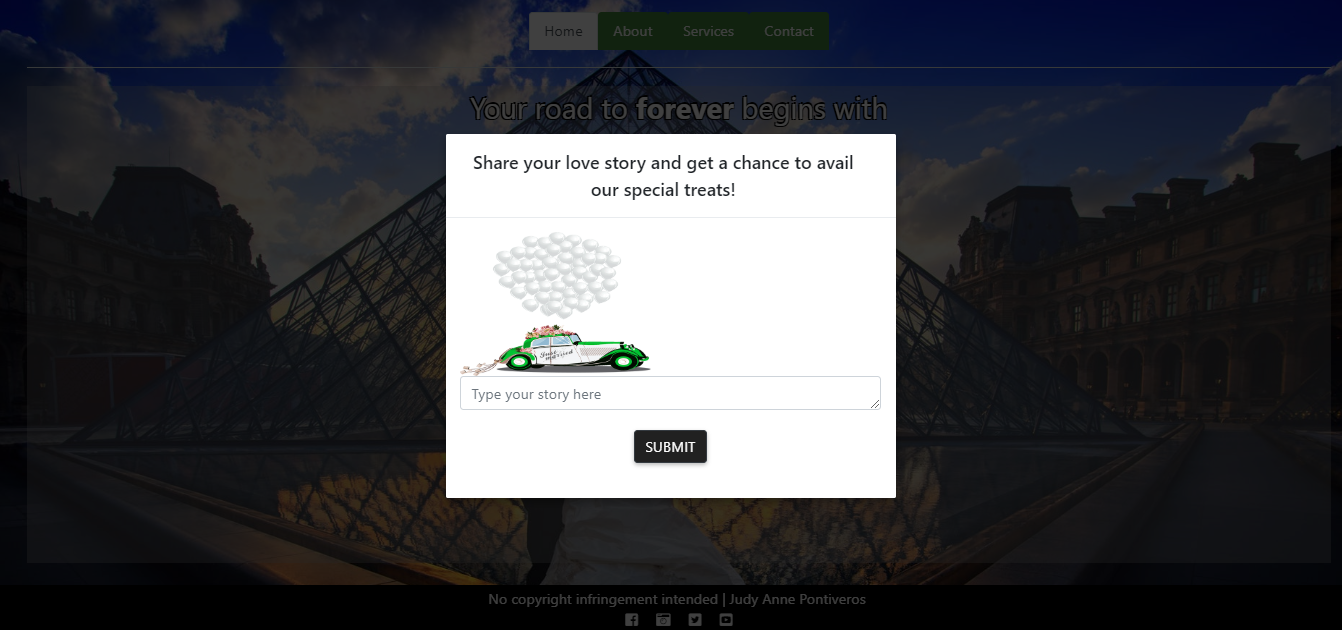 Home About Services Contact
Your road to forever begins with
Share your love story and get a chance to avail
our special treats!
Just
married
Type your story here
SUBMIT
No copyright infringement intended | Judy Anne Pontiveros